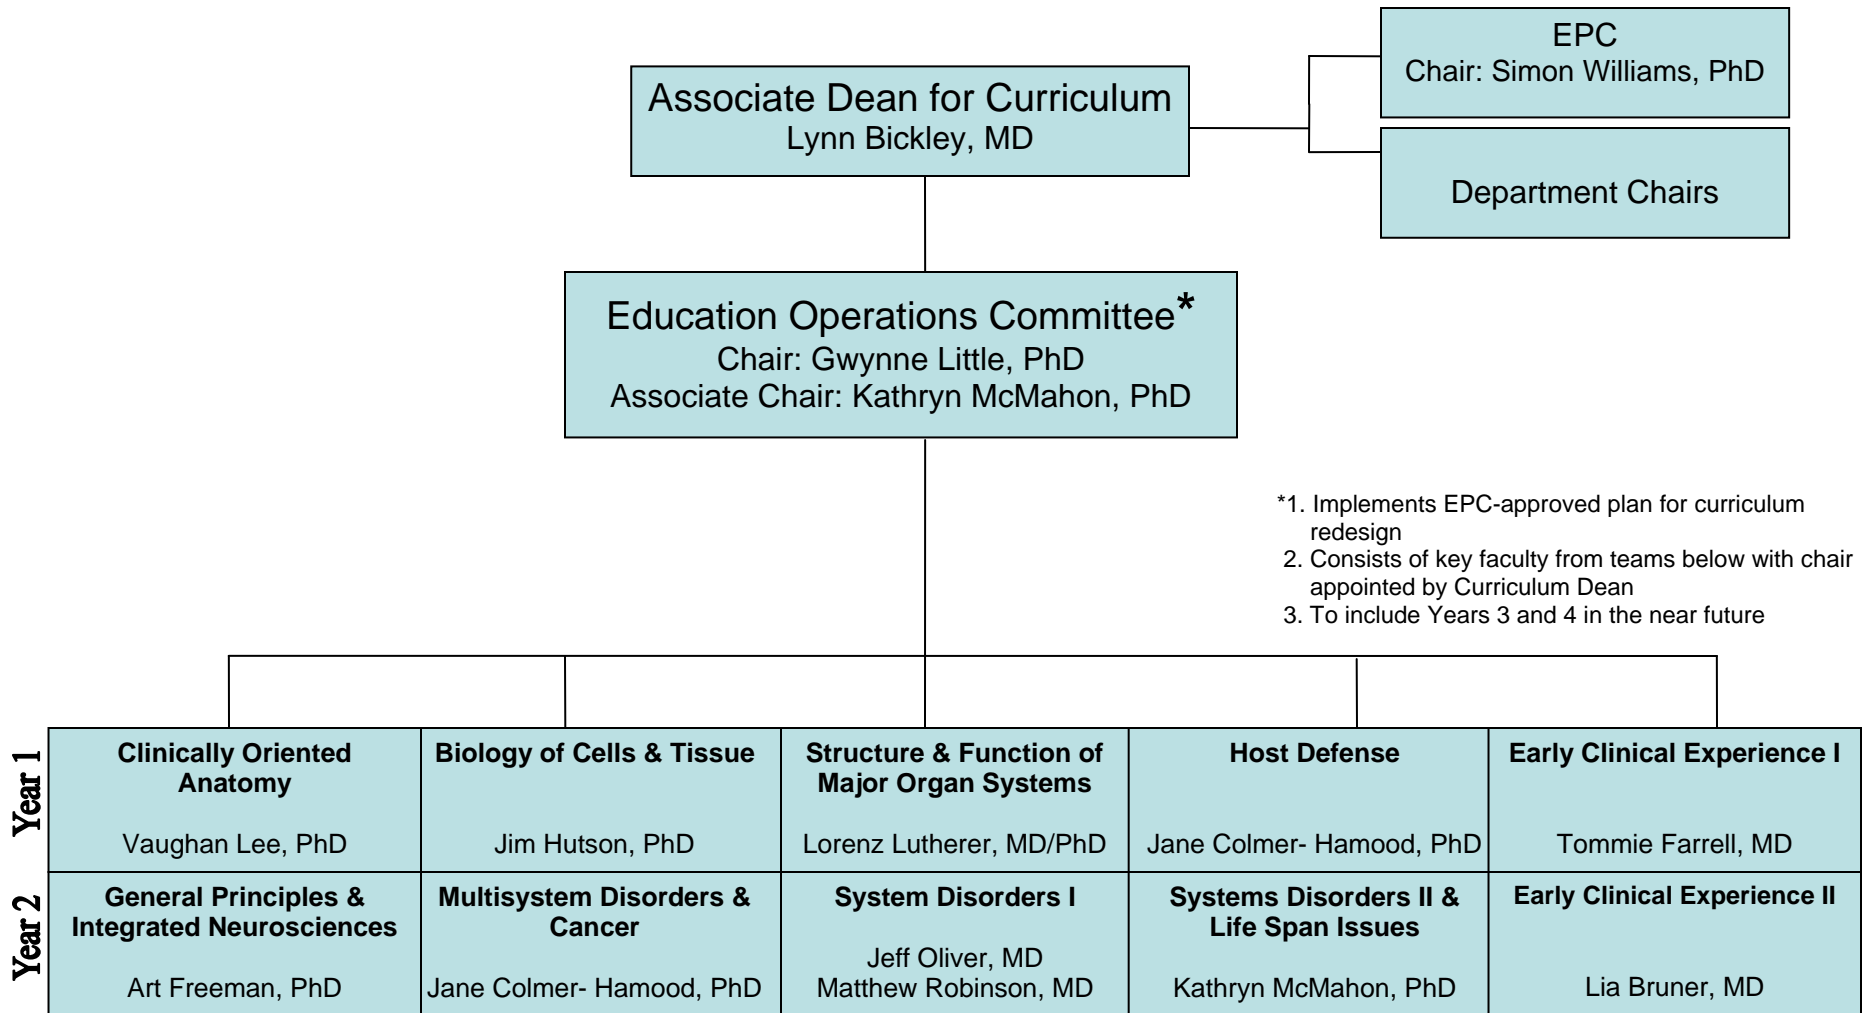 EPC
Chair: Simon Williams, PhD
Associate Dean for Curriculum
Lynn Bickley, MD
Department Chairs
Education Operations Committee*
Chair: Gwynne Little, PhD
Associate Chair: Kathryn McMahon, PhD
*1. Implements EPC-approved plan for curriculum
redesign
2. Consists of key faculty from teams below with chair
appointed by Curriculum Dean
3. To include Years 3 and 4 in the near future
Year 1
Clinically Oriented
Anatomy
Vaughan Lee, PhD
Biology of Cells & Tissue
Jim Hutson, PhD
Structure & Function of
Major Organ Systems
Lorenz Lutherer, MD/PhD
Host Defense
Jane Colmer- Hamood, PhD
Early Clinical Experience I
Tommie Farrell, MD
Year 2
General Principles &
Integrated Neurosciences
Art Freeman, PhD
Multisystem Disorders &
Cancer
Jane Colmer- Hamood, PhD
System Disorders I
Jeff Oliver, MD
Matthew Robinson, MD
Systems Disorders II &
Life Span Issues
Kathryn McMahon, PhD
Early Clinical Experience II
Lia Bruner, MD